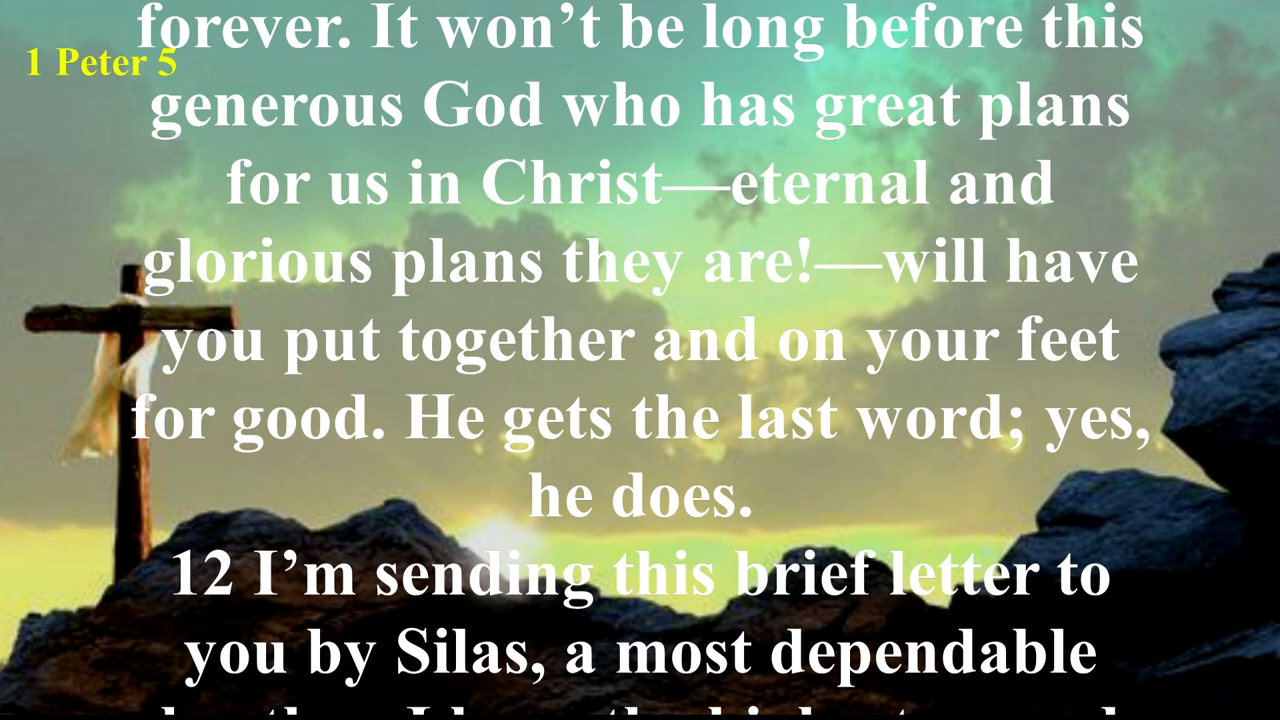 forever. It won’t be long before this
1 Peter 5
generous God who has great plans
for us in Christ—eternal and
glorious plans they are!—will have
you put together and on your feet
for good. He gets the last word; yes,
he does.
12 I’m sending this brief letter to
you by Silas, a most dependable